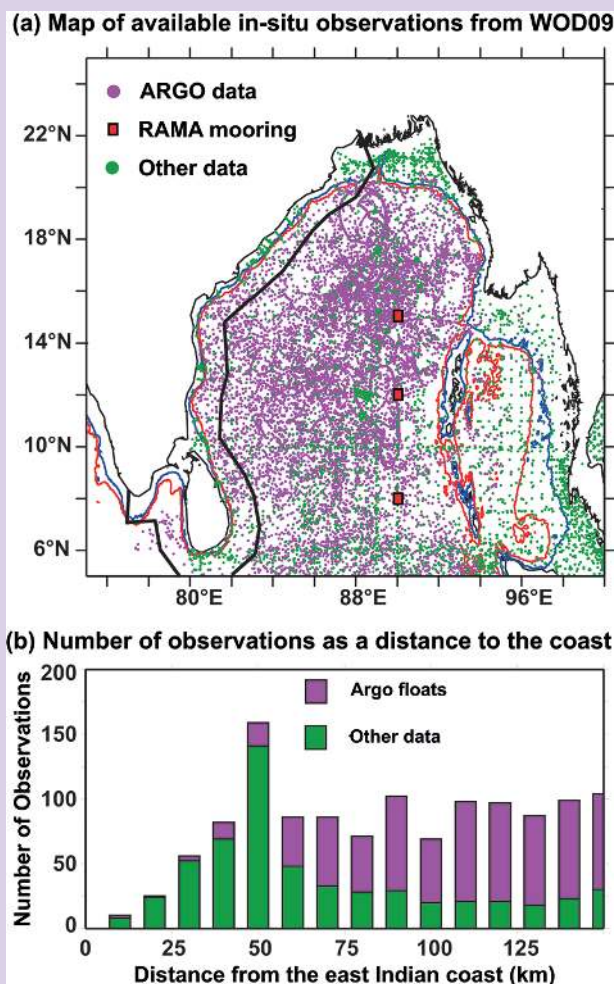 (a) Map of available in-situ observations from WOD09
ARGO data
RAMA mooring
Other data
22°N
18°N
14°N
10°N
6°N
80°E 88°E 96°E
(b) Number of observations as a distance to the coast
Number of Observations
200
150
100
50
0
Argo floats
Other data
0 25 50 75 100 125
Distance from the east Indian coast (km)